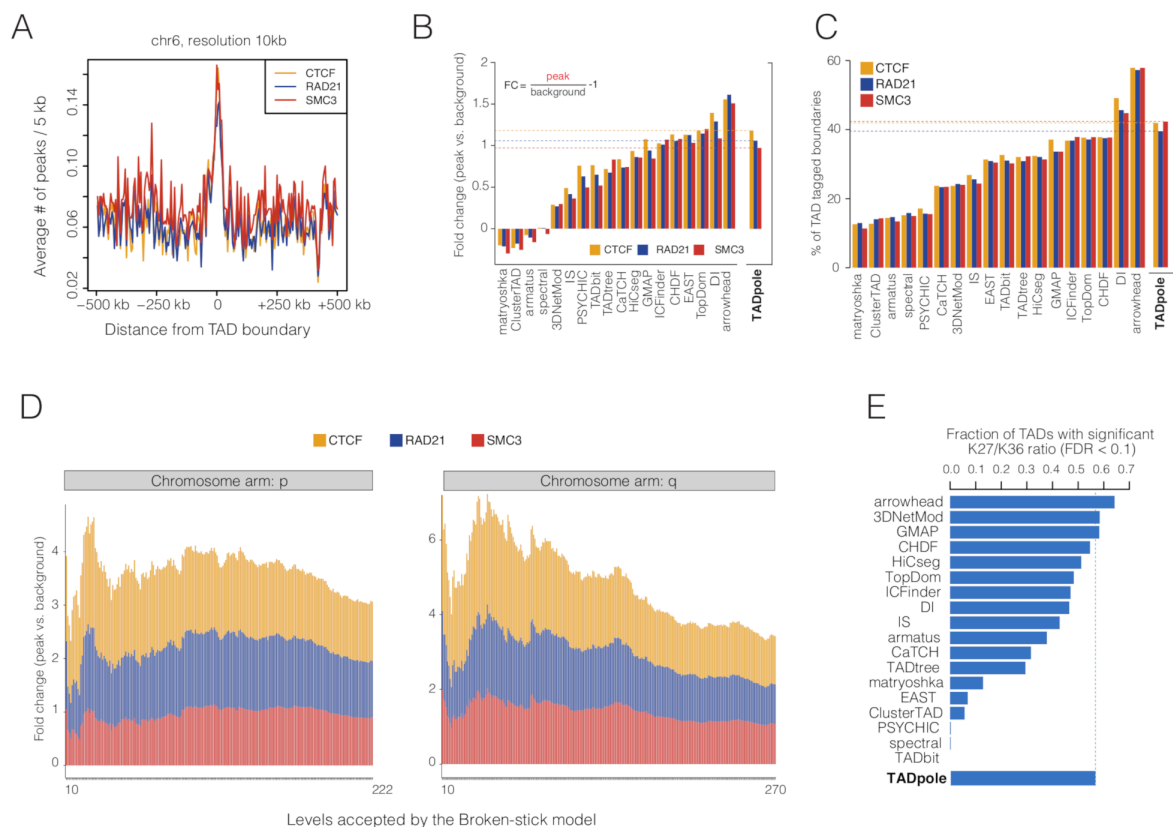 A
chr6, resolution 10kb
CTCF
RAD21
SMC3
Average # of peaks / 5 kb
0.02
0.06
0.10
0.14
−500 kb
−250
0
+250
+500 kb
Distance from TAD boundary
B
Fold change (peak vs. background)
2
1.5
1
0.5
0
FC = peak / background -1
CTCF
RAD21
SMC3
matryoshka
ClusterTAD
armatus
spectral
3DNetMod
IS
PSYCHIC
TADbit
TADtree
CaTCH
HiCseg
GMAP
ICFinder
CHDF
EAST
TopDom
DI
arrowhead
TADpole
C
% of TAD tagged boundaries
60
40
20
0
CTCF
RAD21
SMC3
matryoshka
ClusterTAD
armatus
spectral
PSYCHIC
CaTCH
3DNetMod
IS
EAST
TADbit
TADtree
HiCseg
GMAP
ICFinder
TopDom
CHDF
DI
arrowhead
TADpole
D
CTCF
RAD21
SMC3
Chromosome arm: p
Chromosome arm: q
Fold change (peak vs. background)
4
3
2
1
0
10
222
6
4
2
0
10
270
Levels accepted by the Broken-stick model
E
Fraction of TADs with significant
K27/K36 ratio (FDR < 0.1)
0.0 0.1 0.2 0.3 0.4 0.5 0.6 0.7
arrowhead
3DNetMod
GMAP
CHDF
HiCseg
TopDom
ICFinder
DI
IS
armatus
CaTCH
TADtree
matryoshka
EAST
ClusterTAD
PSYCHIC
spectral
TADbit
TADpole